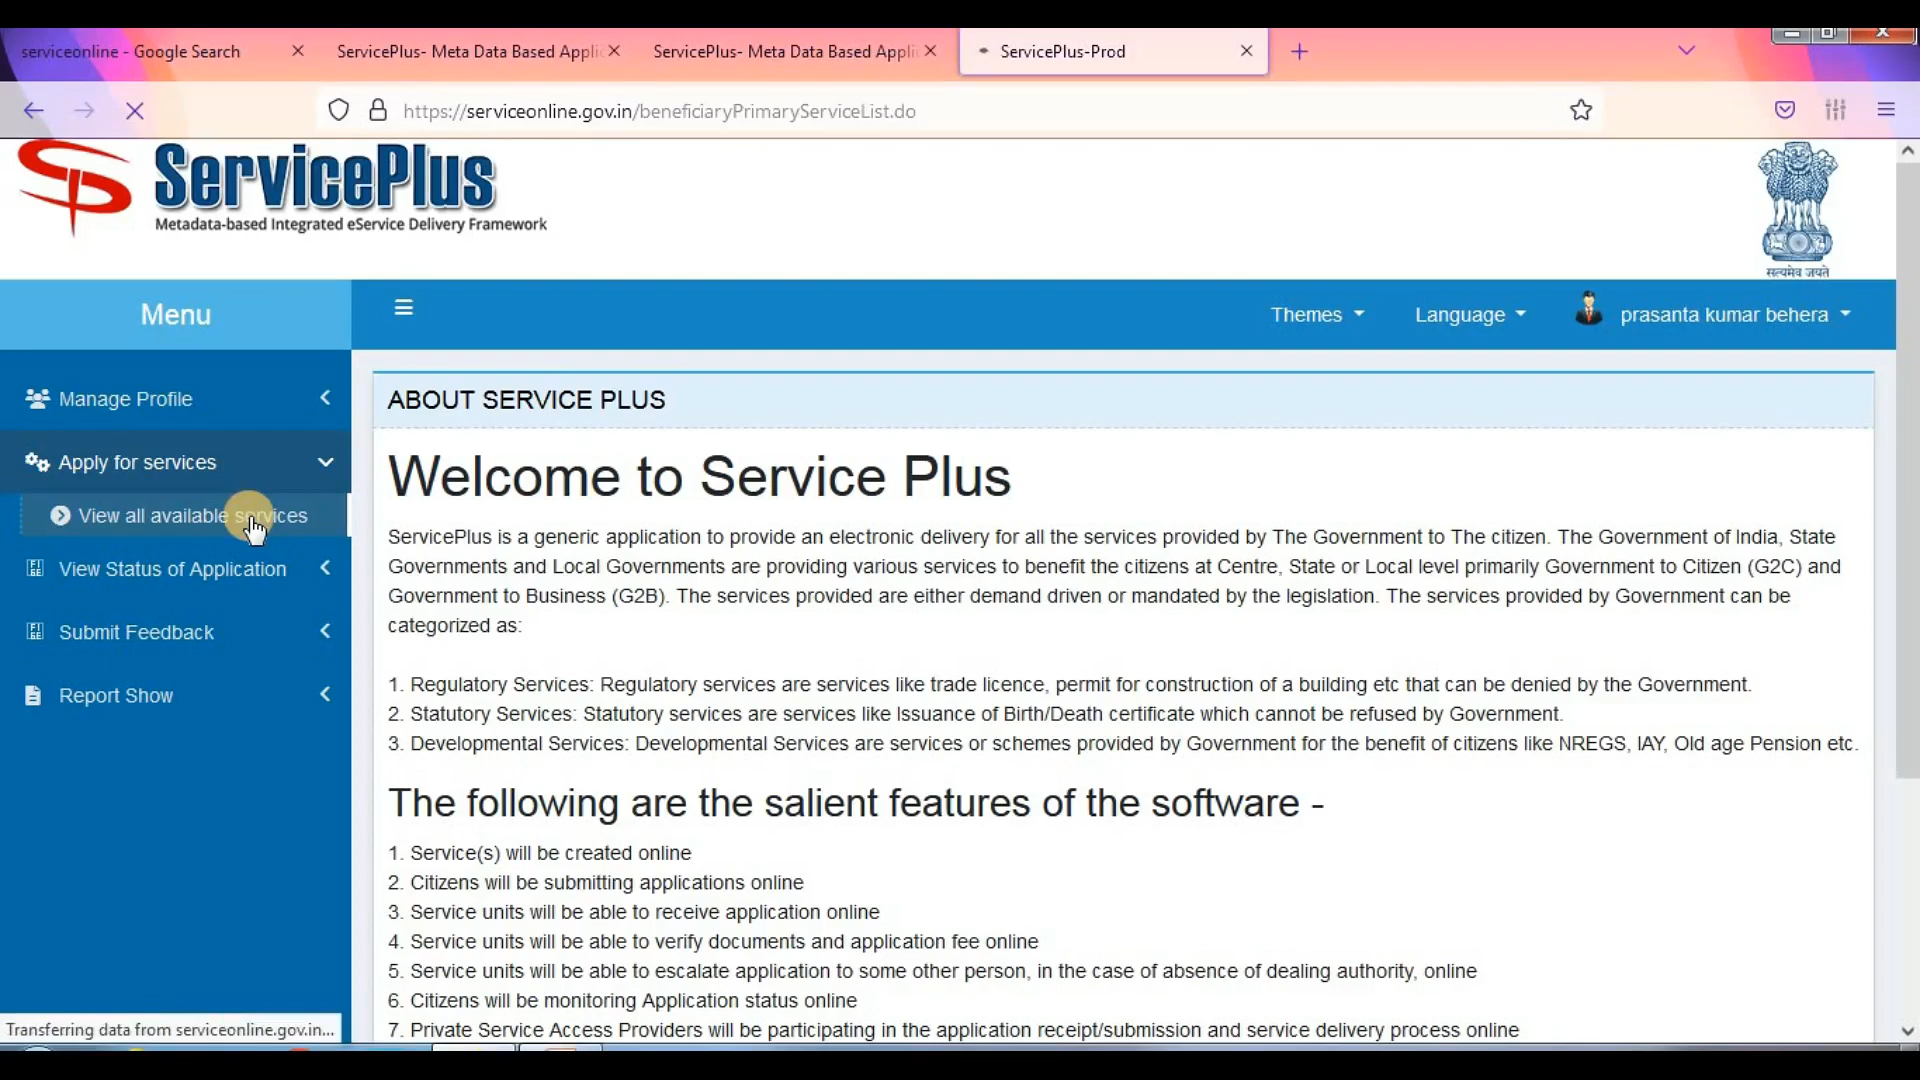 serviceonline - Google Search
ServicePlus- Meta Data Based Applic
ServicePlus- Meta Data Based Applic
ServicePlus-Prod
https://serviceonline.gov.in/beneficiaryPrimaryServiceList.do
ServicePlus
Metadata-based Integrated eService Delivery Framework
सत्यमेव जयते
Menu
Themes
Language
prasanta kumar behera
Manage Profile
Apply for services
View all available services
View Status of Application
Submit Feedback
Report Show
ABOUT SERVICE PLUS
Welcome to Service Plus
ServicePlus is a generic application to provide an electronic delivery for all the services provided by The Government to The citizen. The Government of India, State
Governments and Local Governments are providing various services to benefit the citizens at Centre, State or Local level primarily Government to Citizen (G2C) and
Government to Business (G2B). The services provided are either demand driven or mandated by the legislation. The services provided by Government can be
categorized as:
1. Regulatory Services: Regulatory services are services like trade licence, permit for construction of a building etc that can be denied by the Government.
2. Statutory Services: Statutory services are services like Issuance of Birth/Death certificate which cannot be refused by Government.
3. Developmental Services: Developmental Services are services or schemes provided by Government for the benefit of citizens like NREGS, IAY, Old age Pension etc.
The following are the salient features of the software -
1. Service(s) will be created online
2. Citizens will be submitting applications online
3. Service units will be able to receive application online
4. Service units will be able to verify documents and application fee online
5. Service units will be able to escalate application to some other person, in the case of absence of dealing authority, online
6. Citizens will be monitoring Application status online
7. Private Service Access Providers will be participating in the application receipt/submission and service delivery process online
Transferring data from serviceonline.gov.in...